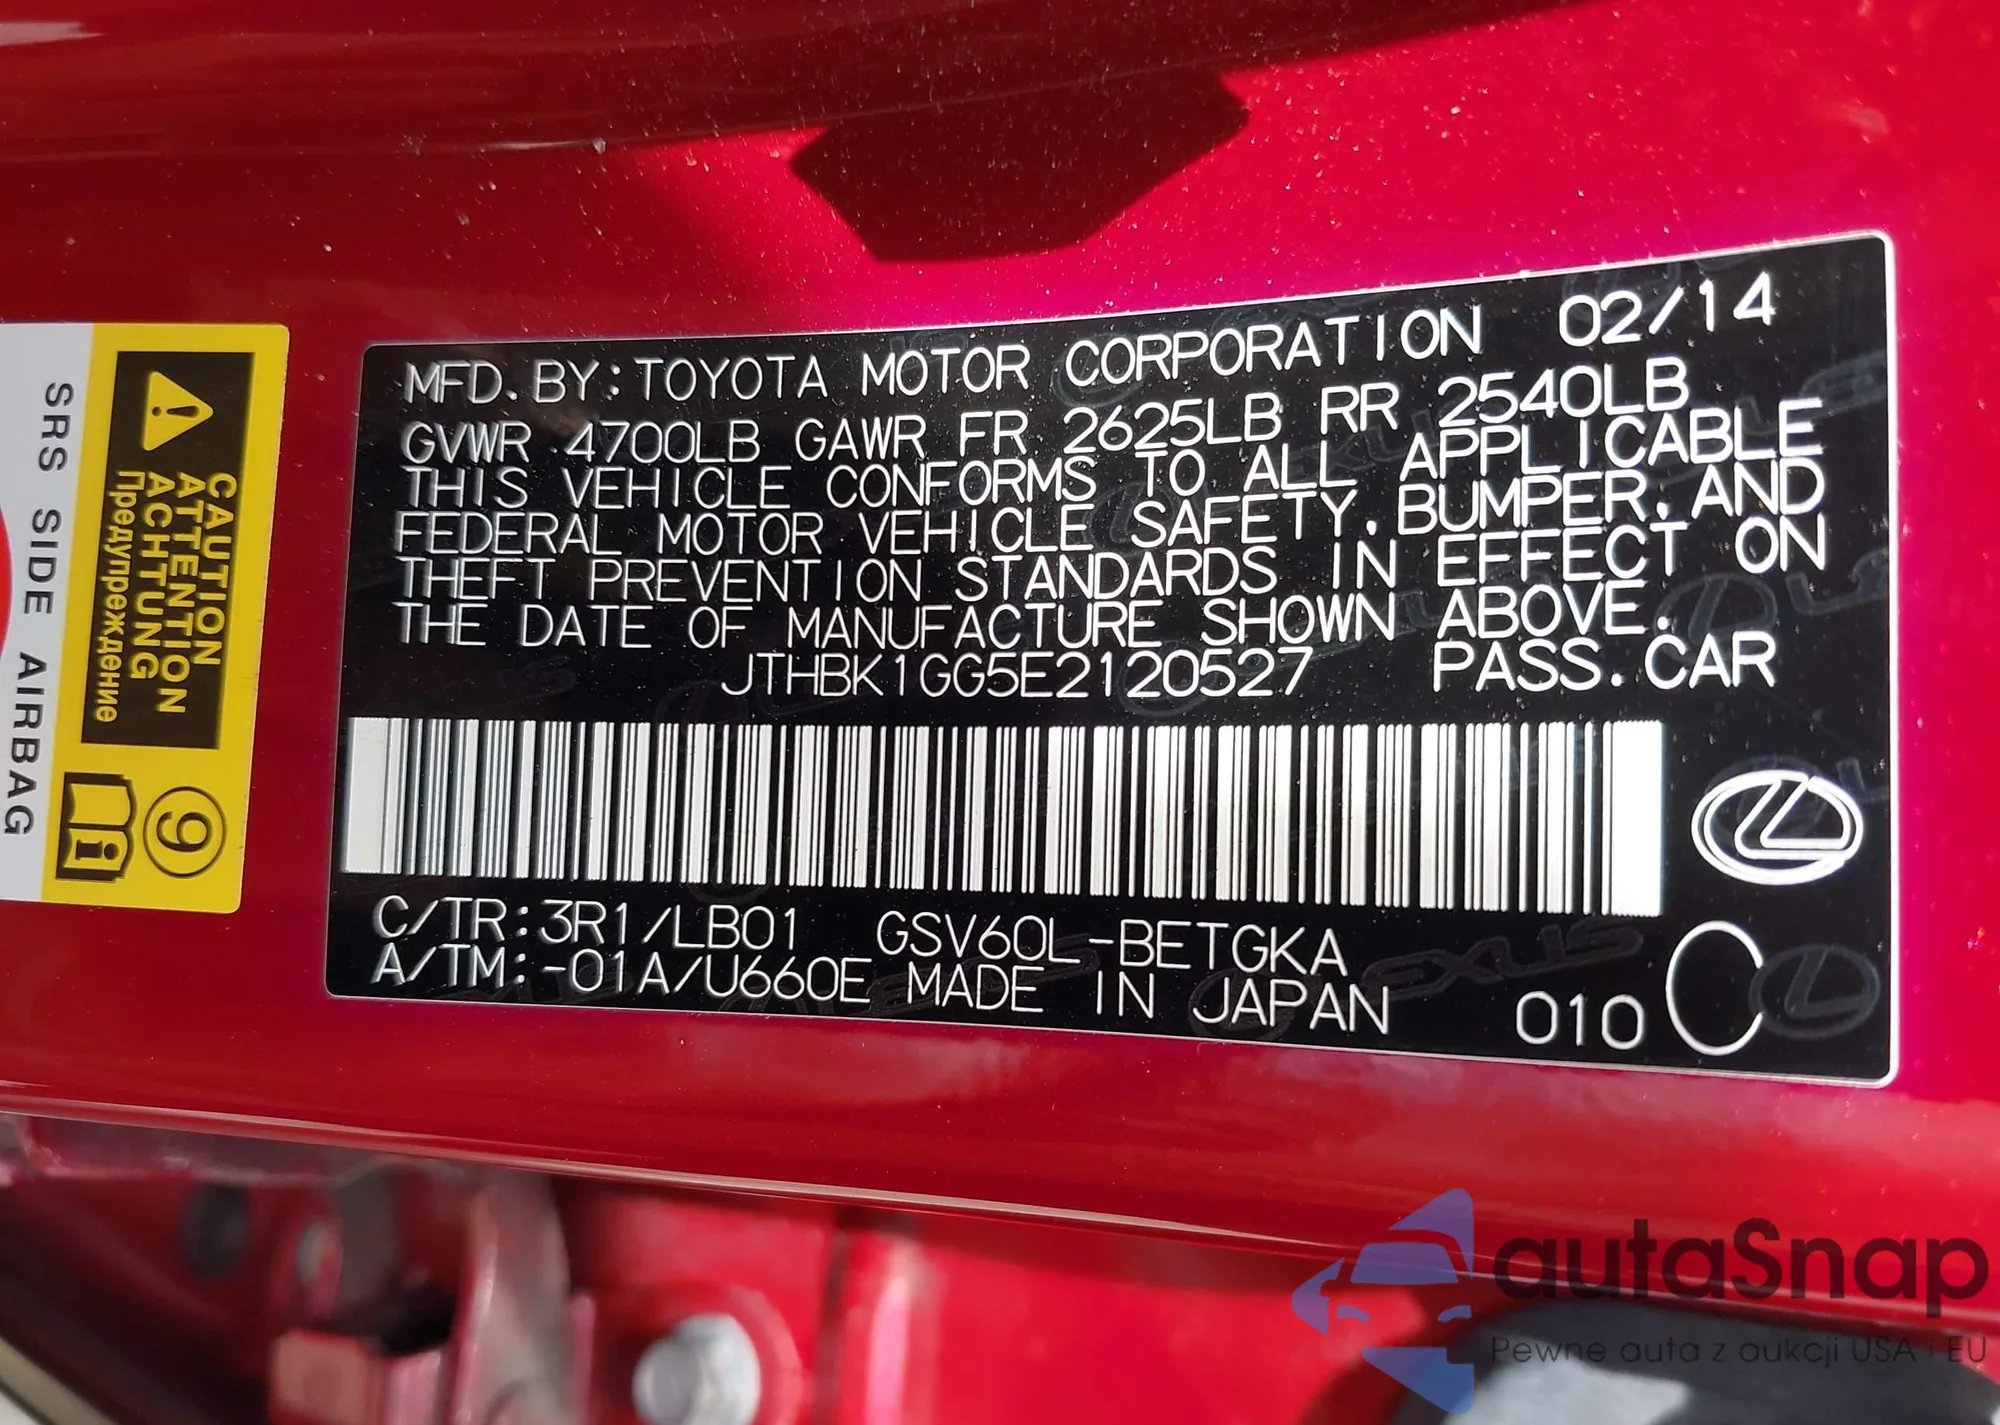 MFD. BY: TOYOTA MOTOR CORPORATION 02/14
GVWR 4700LB GAWR FR 2625LB RR 2540LB
THIS VEHICLE CONFORMS TO ALL APPLICABLE
FEDERAL MOTOR VEHICLE SAFETY, BUMPER, AND
THEFT PREVENTION STANDARDS IN EFFECT ON
THE DATE OF MANUFACTURE SHOWN ABOVE.
JTHBK1GG5E2120527 PASS. CAR
C/TR: 3R1/LB01 GSV60L-BETGKA
A/TM: -01A/U660E MADE IN JAPAN 010 C
SRS SIDE AIRBAG
CAUTION
ATTENTION
ACHTUNG
Предупреждение
9
i
autaSnap
Pewne auta z aukcji USA i EU